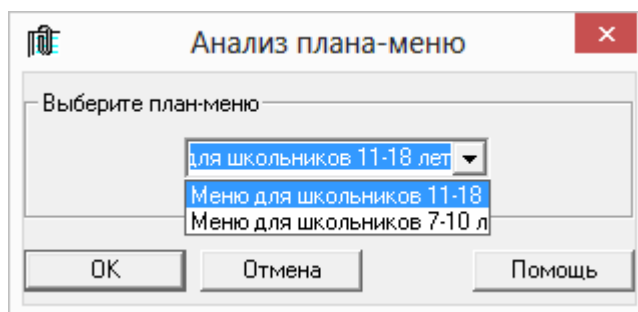 Анализ плана-меню
Выберите план-меню
для школьников 11-18 лет
Меню для школьников 11-18
Меню для школьников 7-10 л
OK Отмена Помощь